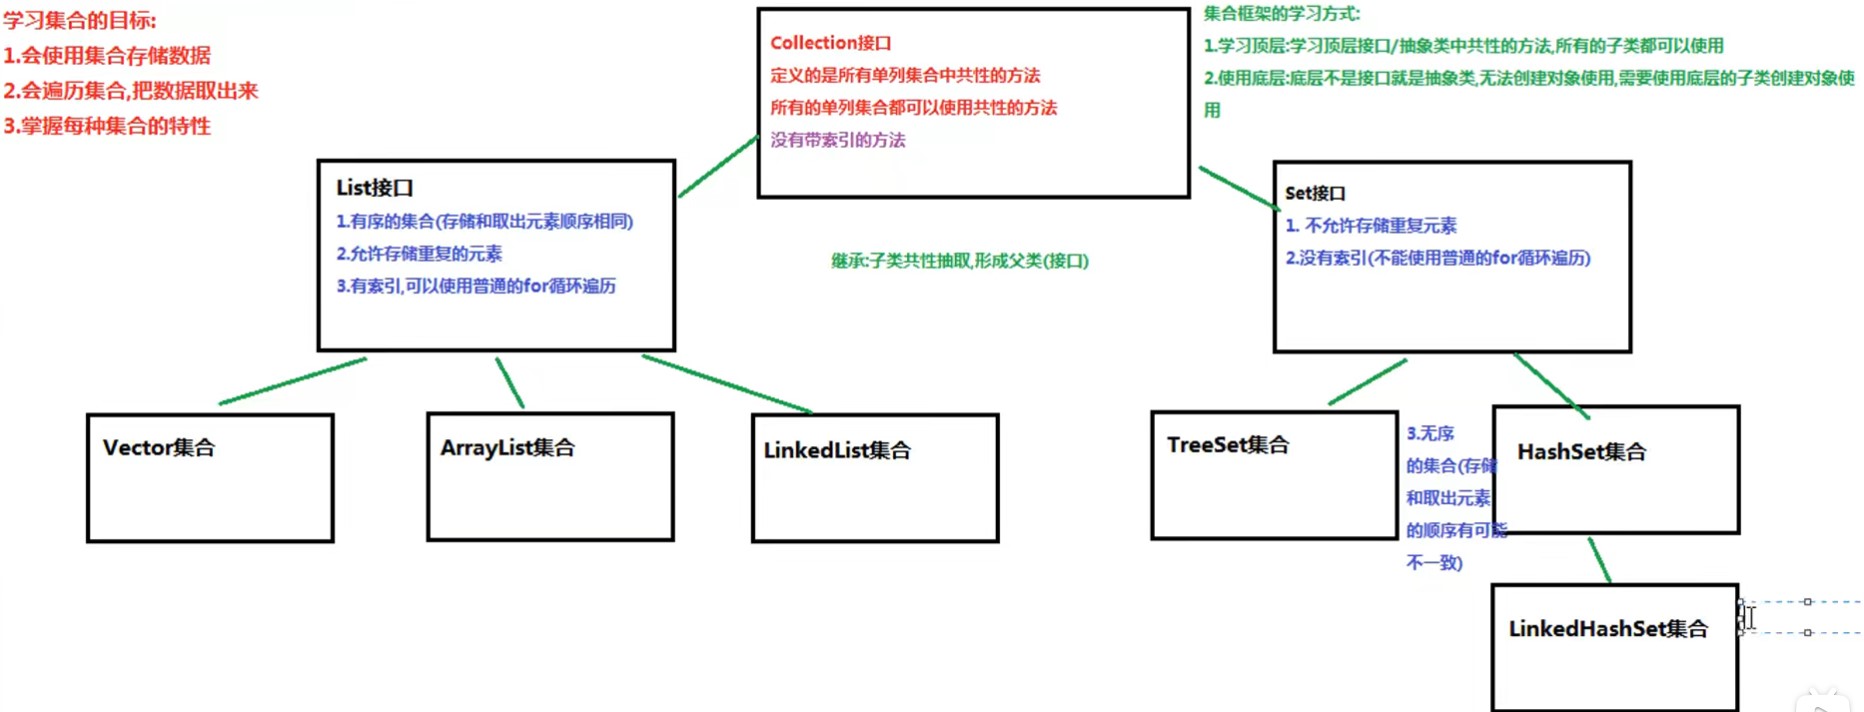 学习集合的目标:
1.会使用集合存储数据
2.会遍历集合,把数据取出来
3.掌握每种集合的特性
Collection接口
定义的是所有单列集合中共性的方法
所有的单列集合都可以使用共性的方法
没有带索引的方法
集合框架的学习方式:
1.学习顶层:学习顶层接口/抽象类中共性的方法,所有的子类都可以使用
2.使用底层:底层不是接口就是抽象类,无法创建对象使用,需要使用底层的子类创建对象使
用
List接口
1.有序的集合(存储和取出元素顺序相同)
2.允许存储重复的元素
3.有索引,可以使用普通的for循环遍历
继承:子类共性抽取,形成父类(接口)
Set接口
1. 不允许存储重复元素
2.没有索引(不能使用普通的for循环遍历)
Vector集合
ArrayList集合
LinkedList集合
TreeSet集合
3.无序
的集合(存储
和取出元素
的顺序有可能
不一致)
HashSet集合
LinkedHashSet集合